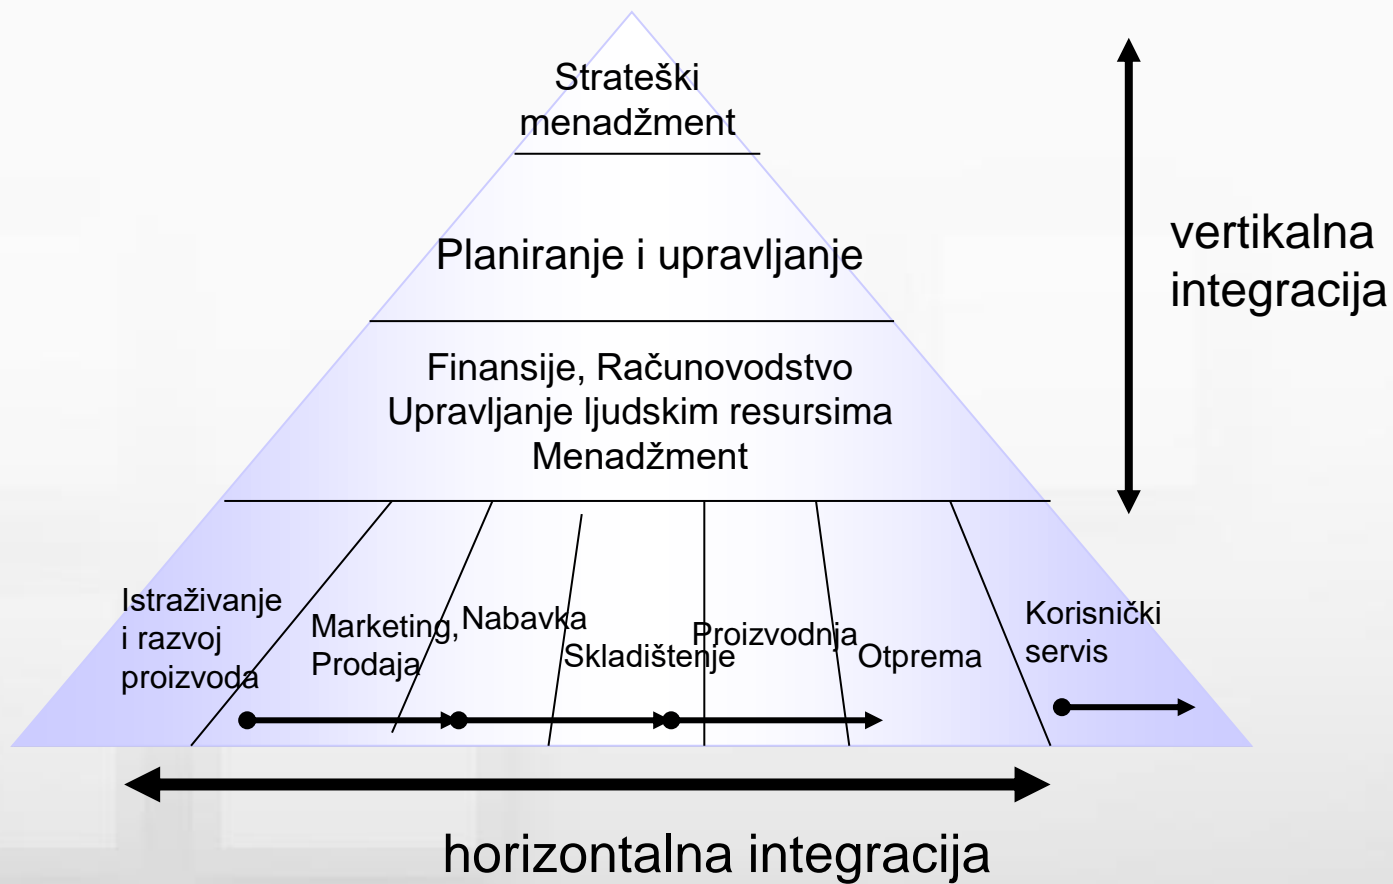 Strateški
menadžment
Planiranje i upravljanje
vertikalna
integracija
Finansije, Računovodstvo
Upravljanje ljudskim resursima
Menadžment
Istraživanje
i razvoj
proizvoda
Marketing,
Prodaja
Nabavka
Skladištenje
Proizvodnja
Otprema
Korisnički
servis
horizontalna integracija